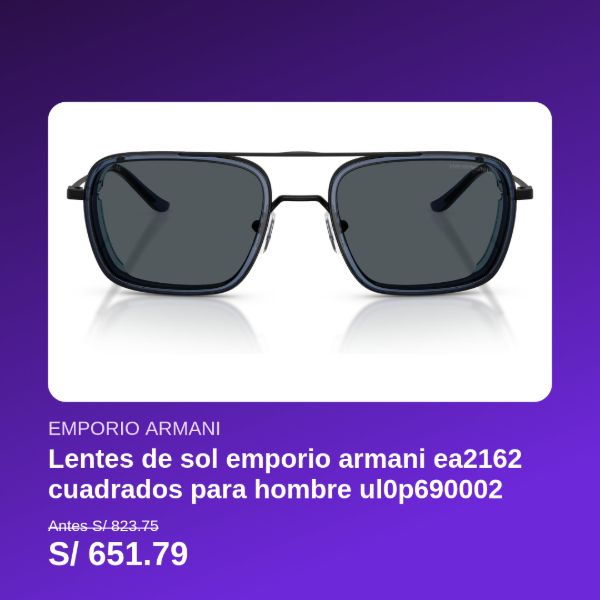 EMPORIO ARMANI
Lentes de sol emporio armani ea2162
cuadrados para hombre ul0p690002
Antes S/ 823.75
S/ 651.79